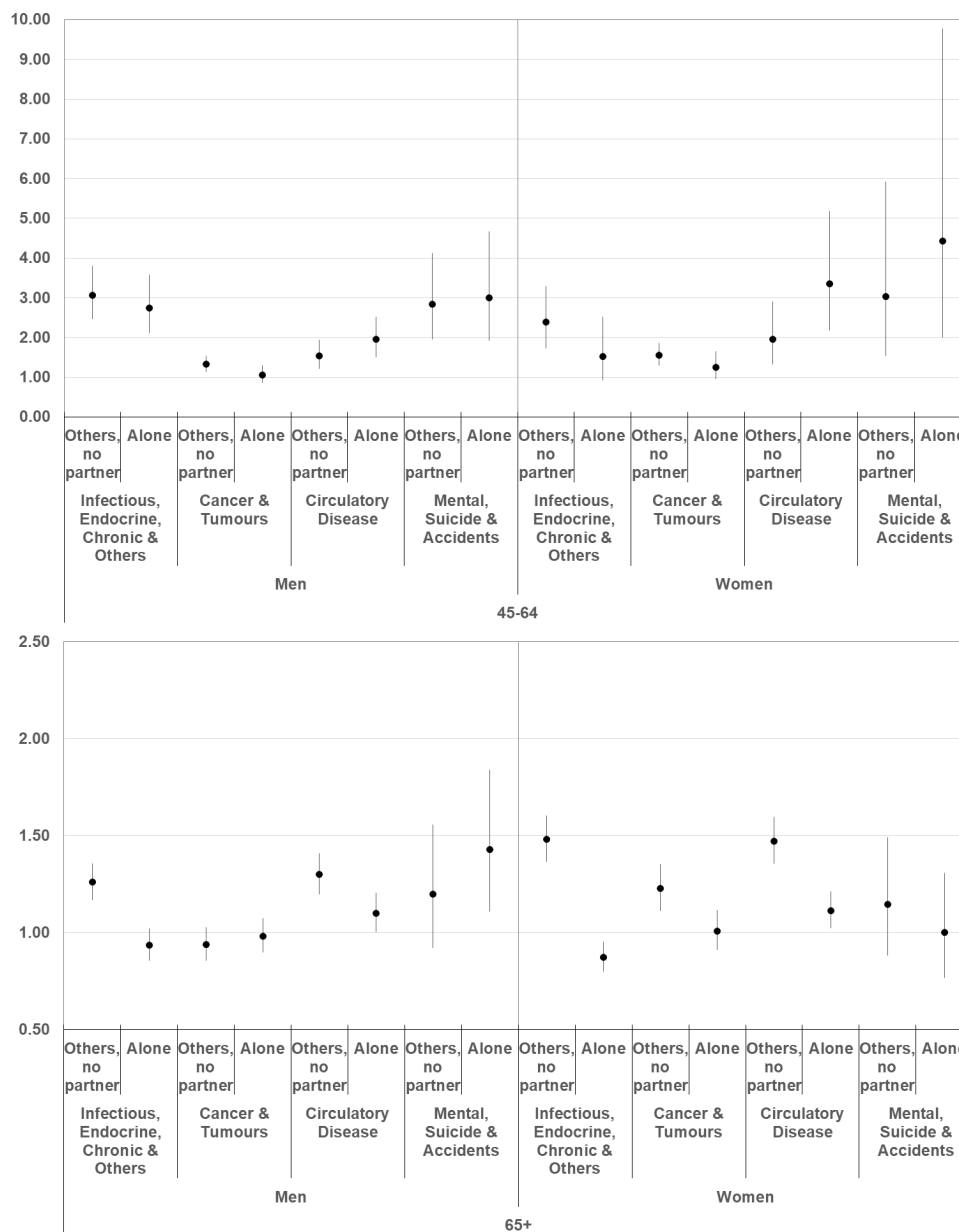 10.00
9.00
8.00
7.00
6.00
5.00
4.00
3.00
2.00
1.00
0.00
Others, no partner
Alone
Others, no partner
Alone
Others, no partner
Alone
Others, no partner
Alone
Others, no partner
Alone
Others, no partner
Alone
Others, no partner
Alone
Others, no partner
Alone
Infectious, Endocrine, Chronic & Others
Cancer & Tumours
Circulatory Disease
Mental, Suicide & Accidents
Infectious, Endocrine, Chronic & Others
Cancer & Tumours
Circulatory Disease
Mental, Suicide & Accidents
Men
Women
45-64
2.50
2.00
1.50
1.00
0.50
Others, no partner
Alone
Others, no partner
Alone
Others, no partner
Alone
Others, no partner
Alone
Others, no partner
Alone
Others, no partner
Alone
Others, no partner
Alone
Others, no partner
Alone
Infectious, Endocrine, Chronic & Others
Cancer & Tumours
Circulatory Disease
Mental, Suicide & Accidents
Infectious, Endocrine, Chronic & Others
Cancer & Tumours
Circulatory Disease
Mental, Suicide & Accidents
Men
Women
65+